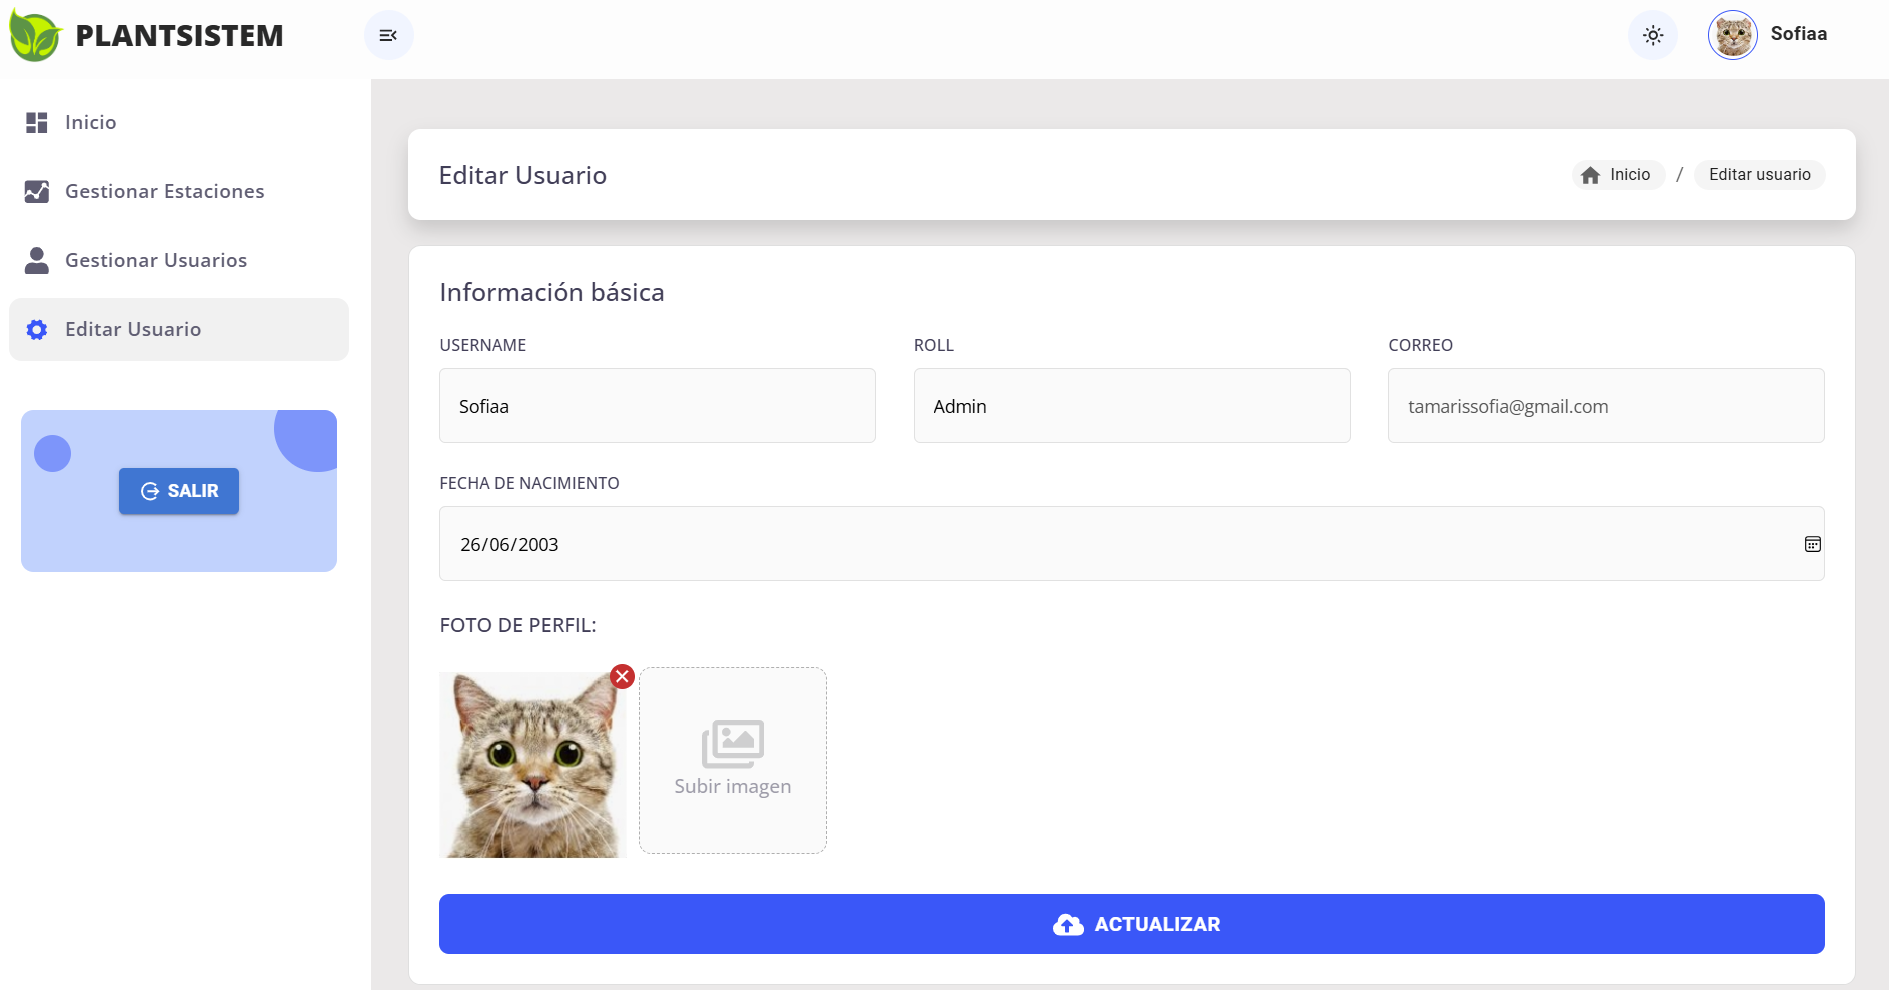 PLANTSISTEM
Sofiaa
Inicio
Gestionar Estaciones
Gestionar Usuarios
Editar Usuario
SALIR
Editar Usuario
Inicio / Editar usuario
Información básica
USERNAME
ROLL
CORREO
Sofiaa
Admin
tamarissofia@gmail.com
FECHA DE NACIMIENTO
26/06/2003
FOTO DE PERFIL:
Subir imagen
ACTUALIZAR